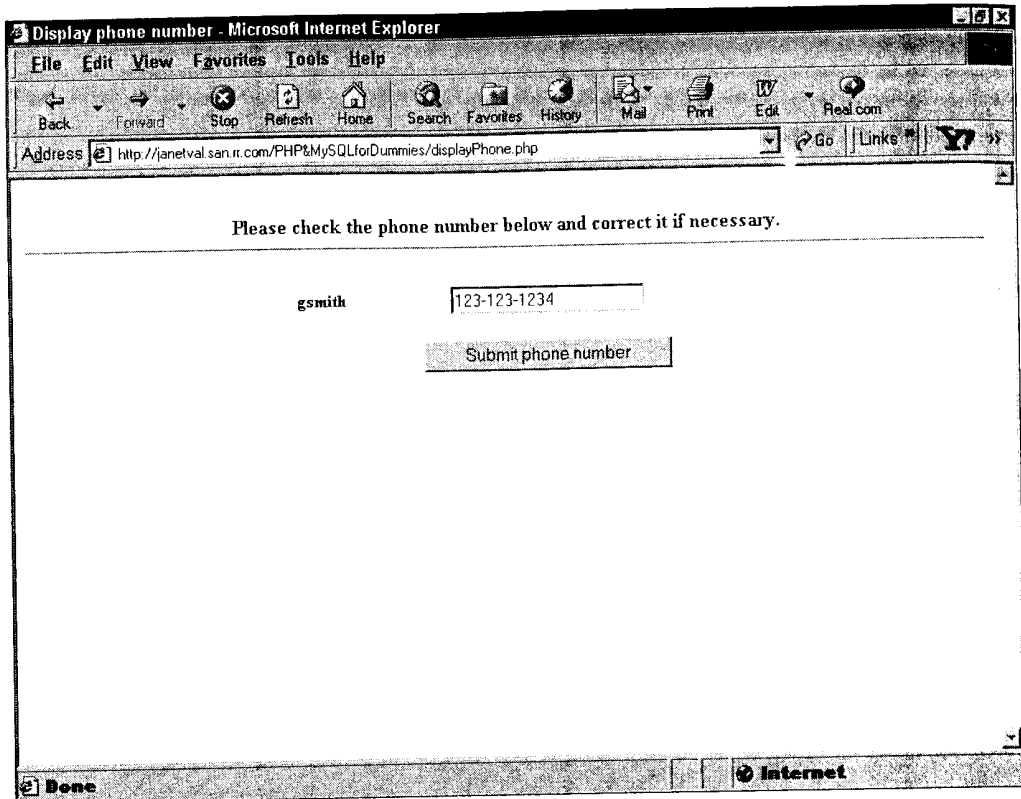 Display phone number - Microsoft Internet Explorer
File Edit View Favorites Tools Help
Back Forward Stop Refresh Home Search Favorites History Mail Print Edit Real.com
Address http://janetval.san.rr.com/PHP&MySQLforDummies/displayPhone.php Go Links
Please check the phone number below and correct it if necessary.
gsmith 123-123-1234
Submit phone number
Done Internet